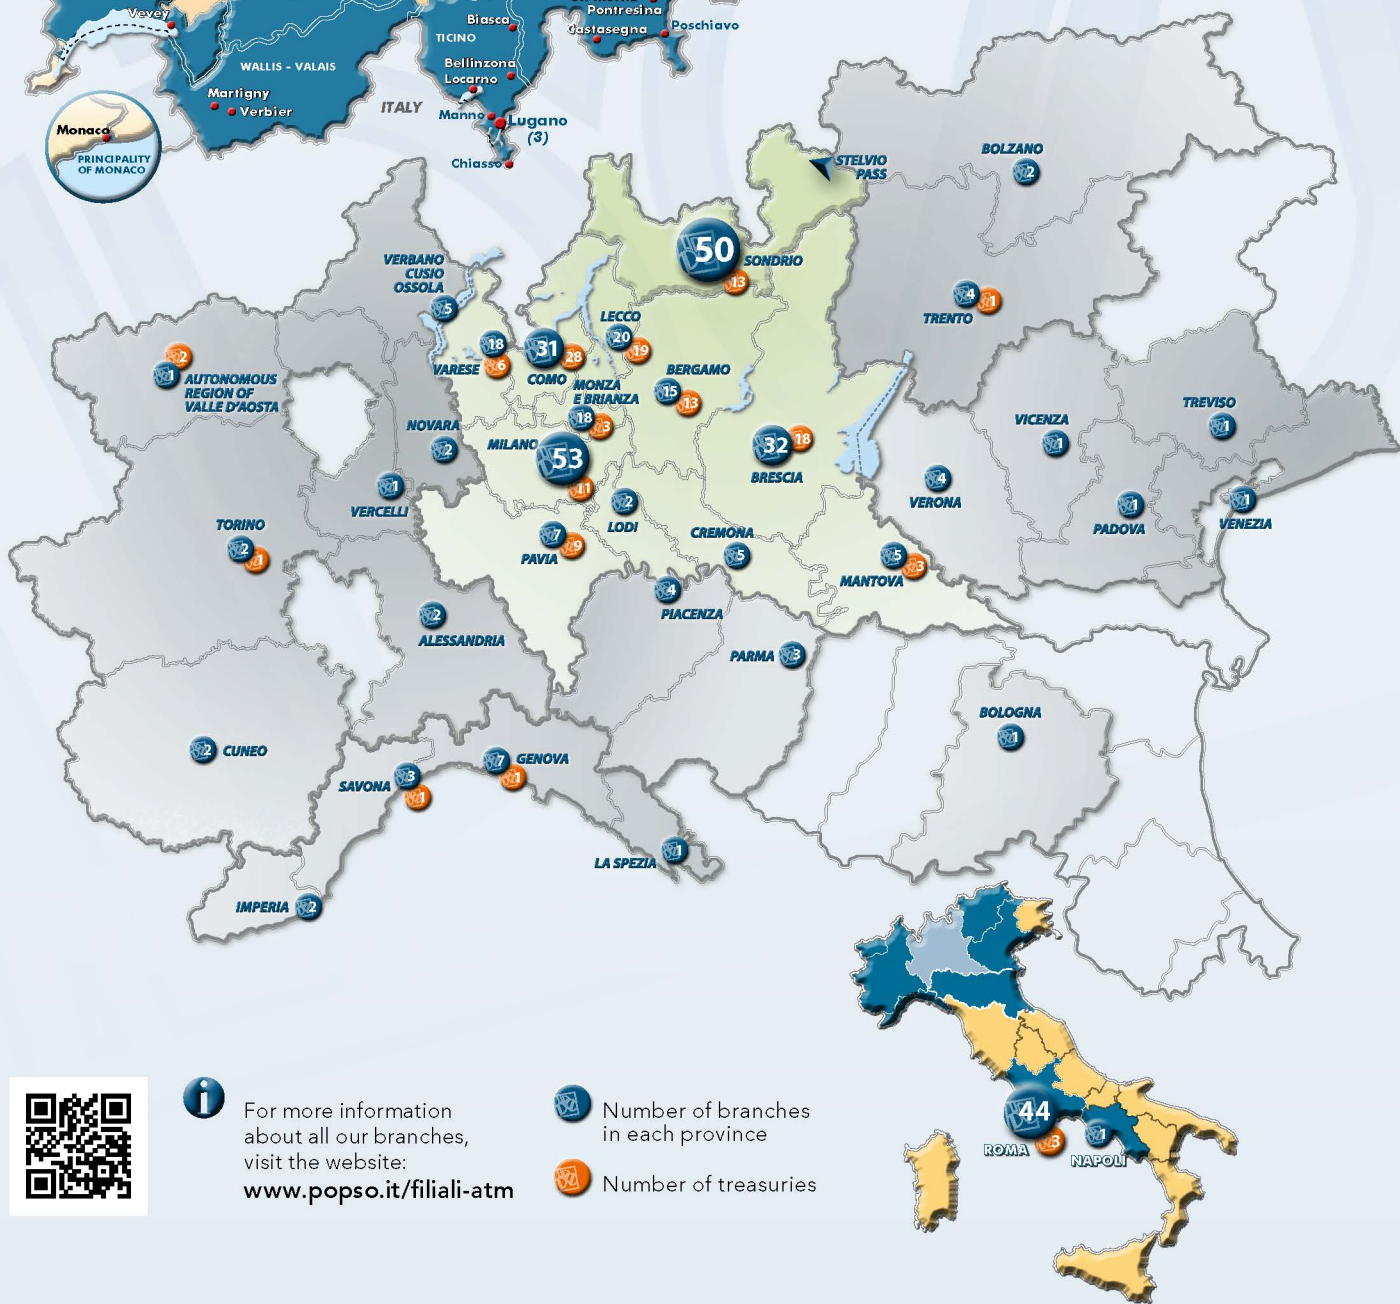 Vevey
WALLIS - VALAIS
Martigny
Verbier
Biasca
TICINO
Bellinzona
Locarno
ITALY
Manno
Lugano
(3)
Chiasso
Pontresina
Castasegna
Poschiavo
Monaco
PRINCIPALITY
OF MONACO
STELVIO
PASS
BOLZANO
2
50
SONDRIO
13
VERBANO
CUSIO
OSSOLA
5
4
1
TRENTO
2
1
AUTONOMOUS
REGION OF
VALLE D'AOSTA
18
6
VARESE
31
28
COMO
LECCO
20
19
MONZA
E BRIANZA
18
3
BERGAMO
15
13
NOVARA
2
MILANO
53
11
32
18
BRESCIA
VICENZA
1
TREVISO
1
4
VERONA
1
PADOVA
1
VENEZIA
1
VERCELLI
2
LODI
TORINO
2
1
7
9
PAVIA
CREMONA
5
5
3
MANTOVA
2
ALESSANDRIA
4
PIACENZA
PARMA
3
BOLOGNA
1
2
CUNEO
SAVONA
3
1
7
GENOVA
1
LA SPEZIA
1
IMPERIA
2
44
ROMA
3
1
NAPOLI
i
For more information
about all our branches,
visit the website:
www.popso.it/filiali-atm
Number of branches
in each province
Number of treasuries